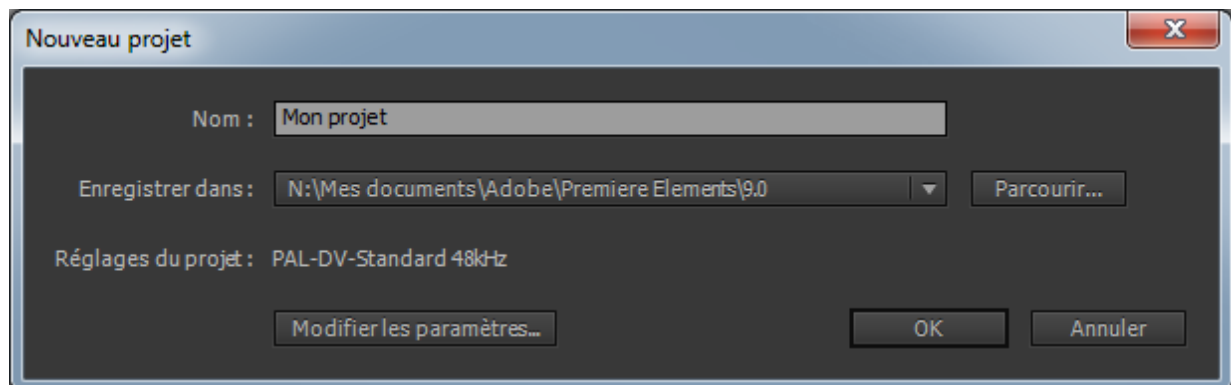 Nouveau projet
Nom : Mon projet
Enregistrer dans : N:\Mes documents\Adobe\Premiere Elements\9.0 Parcourir...
Réglages du projet : PAL-DV-Standard 48kHz
Modifier les paramètres... OK Annuler